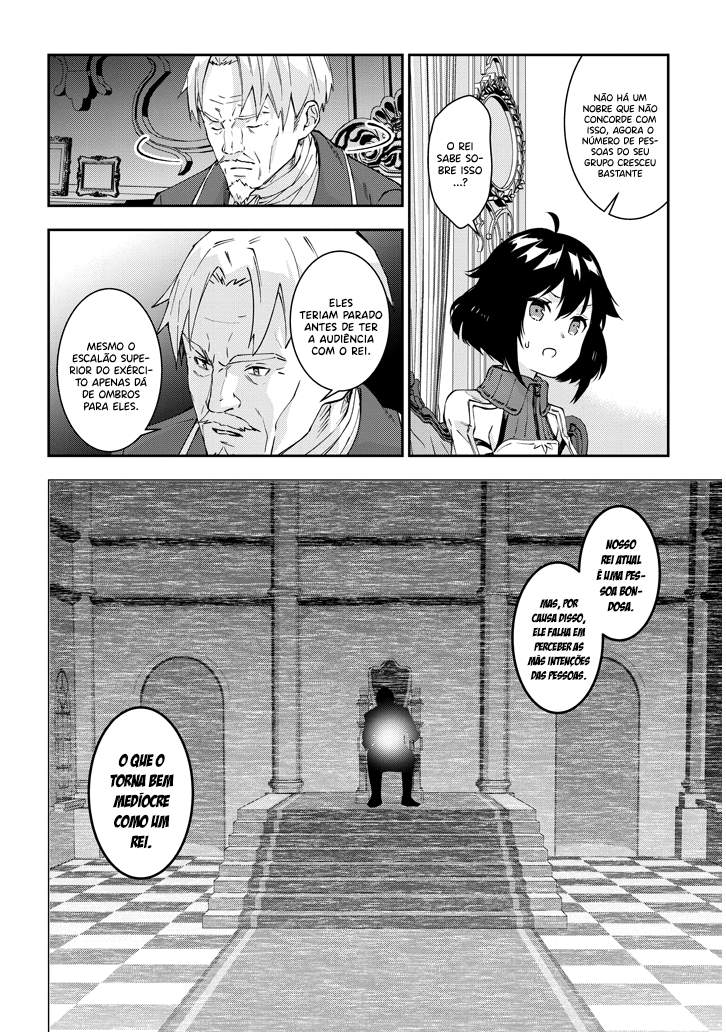 NÃO HÁ UM
NOBRE QUE NÃO
CONCORDE COM
ISSO, AGORA O
NÚMERO DE PES-
SOAS DO SEU
GRUPO CRESCEU
BASTANTE
O REI
SABE SO-
BRE ISSO
...?
ELES
TERIAM PARADO
ANTES DE TER
A AUDIÊNCIA
COM O REI.
MESMO O
ESCALÃO SUPE-
RIOR DO EXÉRCI-
TO APENAS DÁ
DE OMBROS
PARA ELES.
NOSSO
REI ATUAL
É UMA PES-
SOA BON-
DOSA.
MAS, POR
CAUSA DISSO,
ELE FALHA EM
PERCEBER AS
MÁS INTENÇÕES
DAS PESSOAS.
O QUE O
TORNA BEM
MEDÍOCRE
COMO UM
REI.